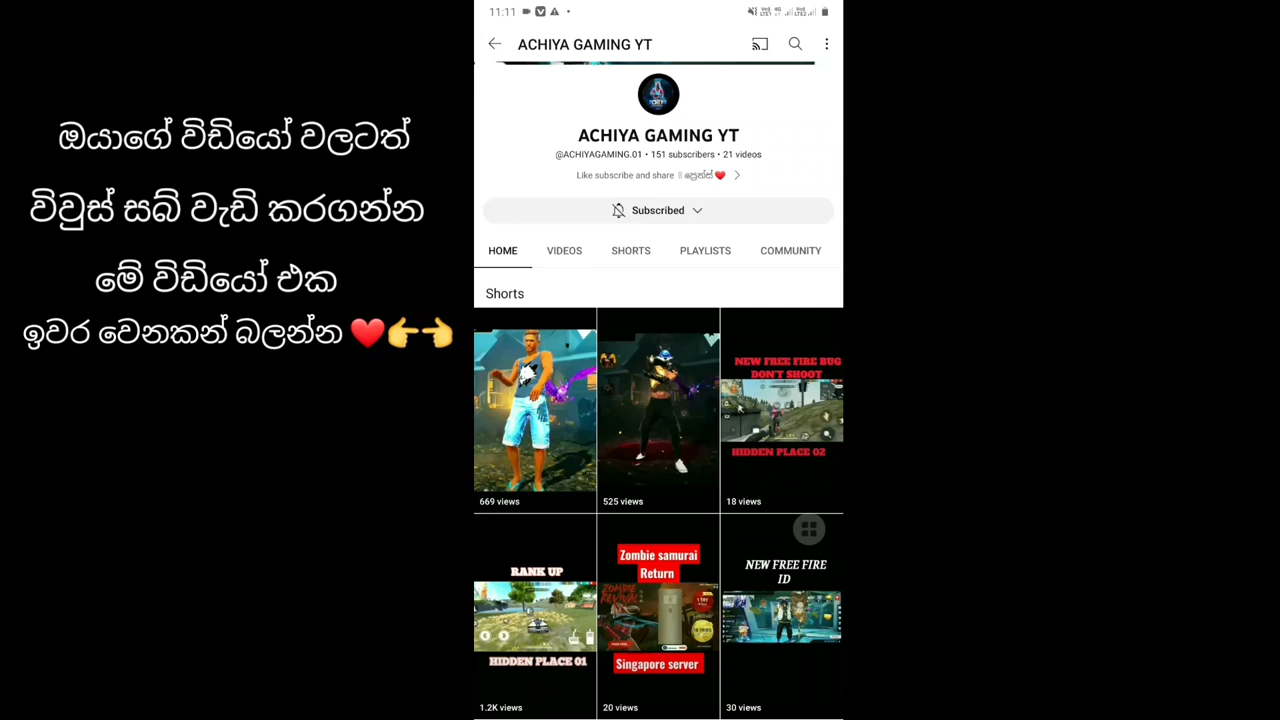 ඔයාගේ විඩියෝ වලටත්
විවුස් සබ් වැඩි කරගන්න
මේ විඩියෝ එක
ඉවර වෙනකන් බලන්න ❤️👉👈
11:11
ACHIYA GAMING YT
ACHIYA GAMING YT
@ACHIYAGAMING.01 • 151 subscribers • 21 videos
Like subscribe and share ෆ්‍රෙන්ස් ❤️
Subscribed
HOME VIDEOS SHORTS PLAYLISTS COMMUNITY
Shorts
669 views
525 views
NEW FREE FIRE BUG
DON'T SHOOT
HIDDEN PLACE 02
18 views
RANK UP
HIDDEN PLACE 01
1.2K views
Zombie samurai
Return
Singapore server
20 views
NEW FREE FIRE
ID
30 views